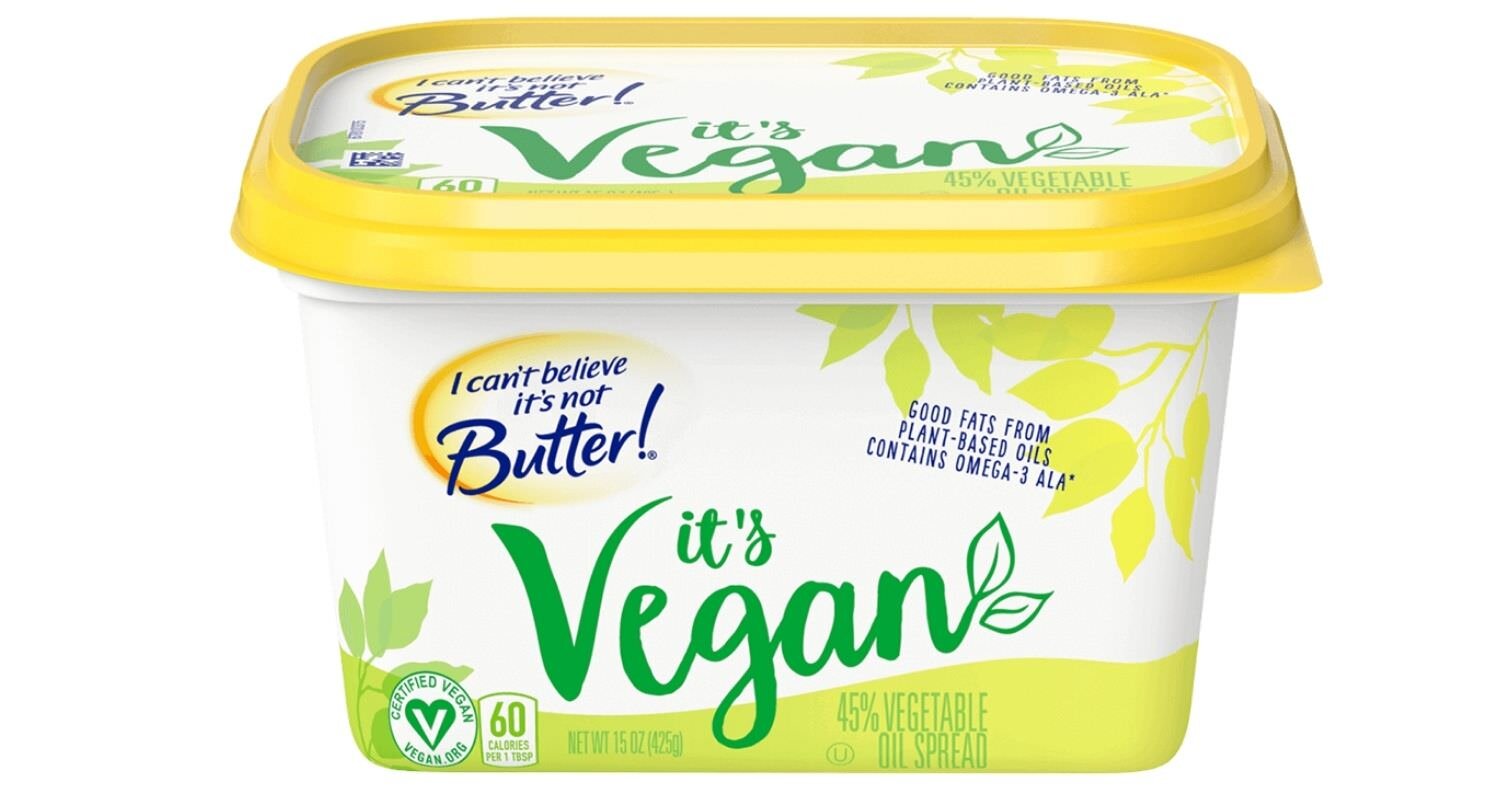 I can't believe
it's not
Butter!®
GOOD FATS FROM
PLANT-BASED OILS
CONTAINS OMEGA-3 ALA*
it's
Vegan
60
45% VEGETABLE
OIL SPREAD
I can't believe
it's not
Butter!®
GOOD FATS FROM
PLANT-BASED OILS
CONTAINS OMEGA-3 ALA*
it's
Vegan
CERTIFIED VEGAN
VEGAN.ORG
60
CALORIES
PER 1 TBSP
NET WT 15 OZ (425g)
U
45% VEGETABLE
OIL SPREAD